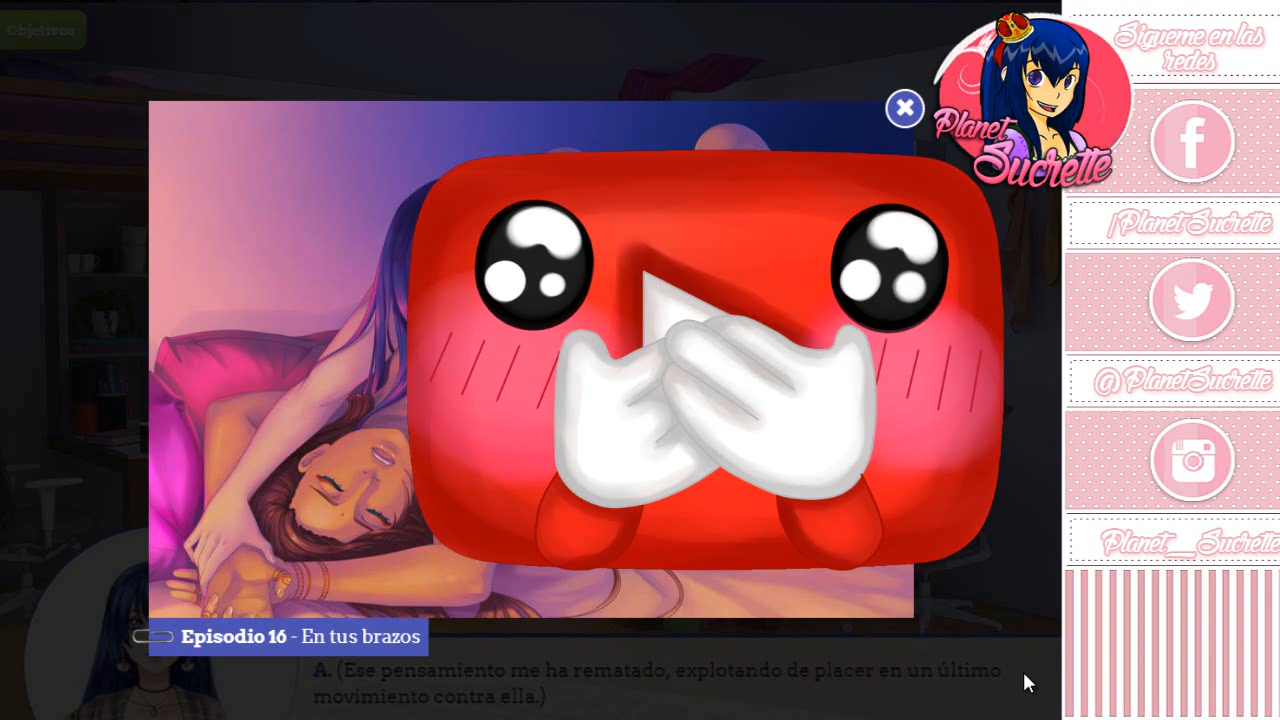 Objetivos
Planet
Sucrette
Sigueme en las
redes
/PlanetSucrette
@PlanetSucrette
Planet__Sucrette
Episodio 16 - En tus brazos
A. (Ese pensamiento me ha rematado, explotando de placer en un último
movimiento contra ella.)